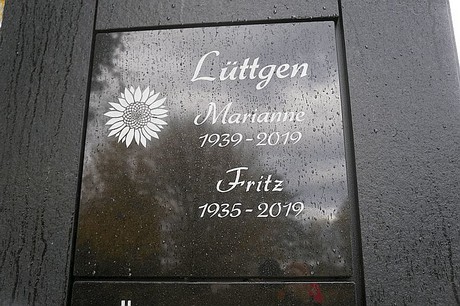 Lüttgen
Marianne
1939 - 2019
Fritz
1935 - 2019